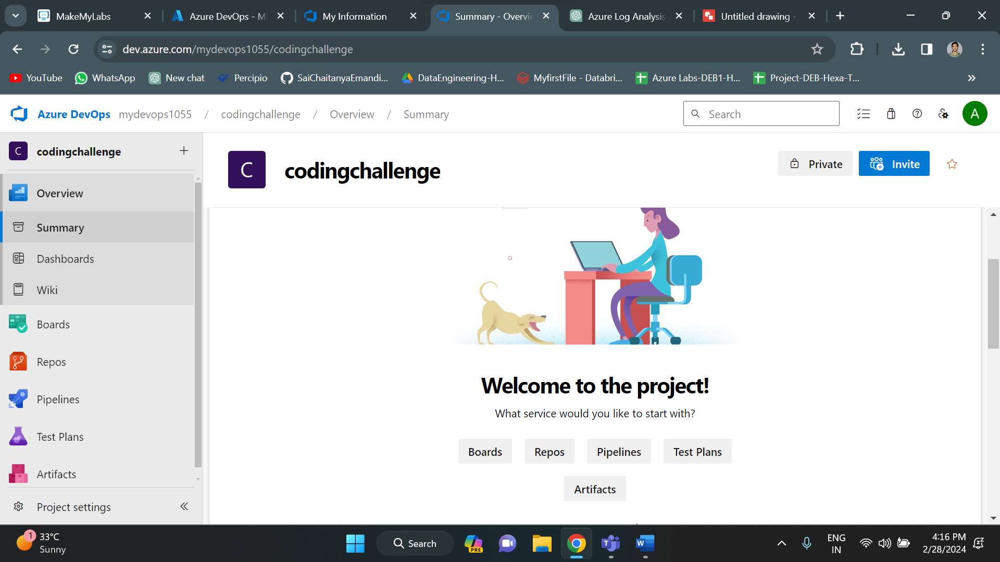 MakeMyLabs
Azure DevOps - Mi
My Information
Summary - Overvie
Azure Log Analysis
Untitled drawing -
dev.azure.com/mydevops1055/codingchallenge
YouTube
WhatsApp
New chat
Percipio
SaiChaitanyaEmandi...
DataEngineering-H...
MyfirstFile - Databri...
Azure Labs-DEB1-H...
Project-DEB-Hexa-T...
Azure DevOps
mydevops1055 / codingchallenge / Overview / Summary
Search
A
C
codingchallenge
Overview
Summary
Dashboards
Wiki
Boards
Repos
Pipelines
Test Plans
Artifacts
Project settings
C
codingchallenge
Private
Invite
Welcome to the project!
What service would you like to start with?
Boards
Repos
Pipelines
Test Plans
Artifacts
1
33°C
Sunny
Search
PRE
ENG
IN
4:16 PM
2/28/2024